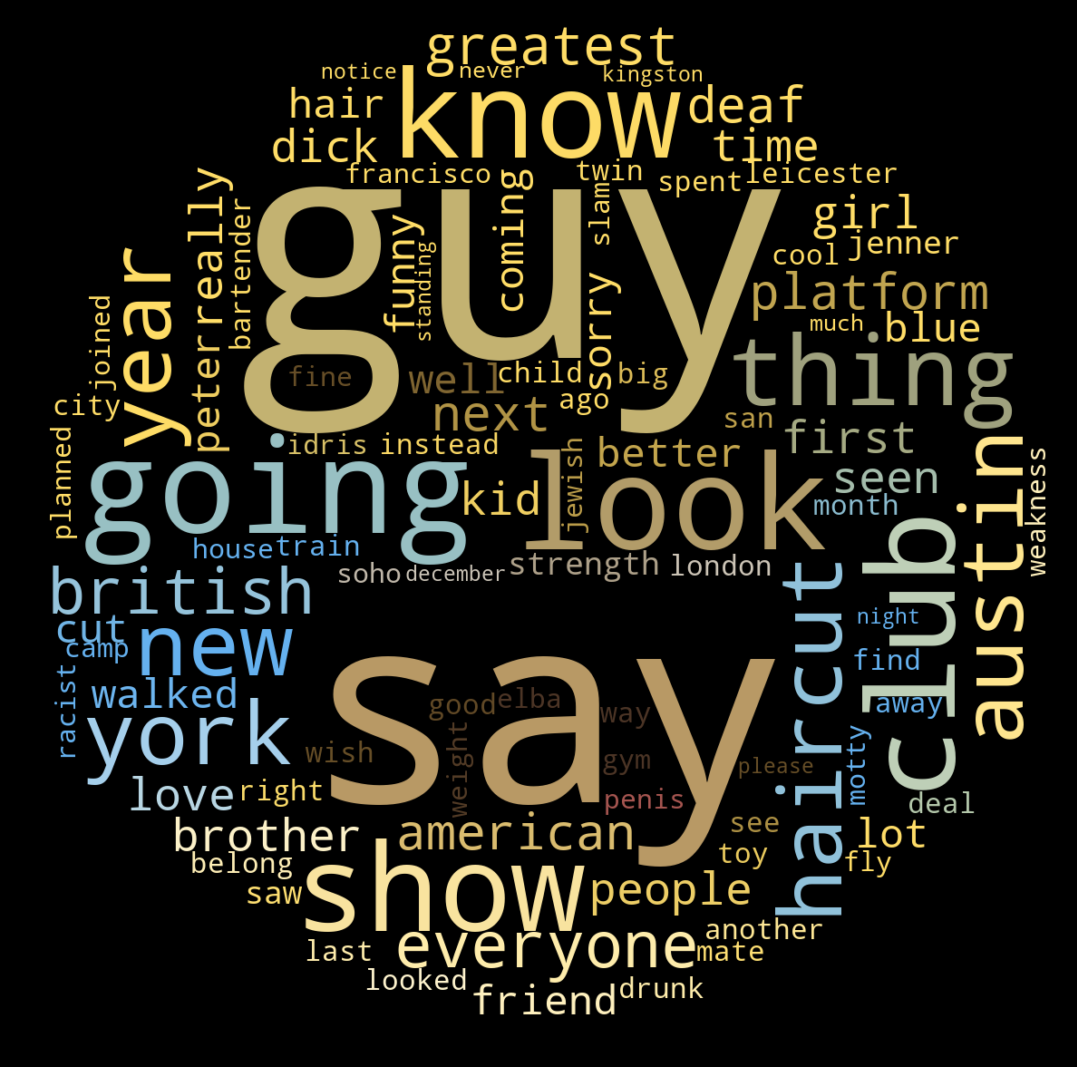 greatest
notice never kingston
hair know deaf
dick time
francisco coming twin spent leicester
peterreally bartender guy slam girl
year funny standing cool jenner
joined sorry platform
much blue
fine well child big thing
city next ago san
idris instead better first
planned going kid look jewish seen weakness
month austin
house train
soho december strength london
british club
cut new haircut night
camp find
racist walked say away
york good elba way
wish weight gym please motty
love right penis deal
brother american see lot
belong toy fly
saw show people
another
last everyone mate
looked friend drunk